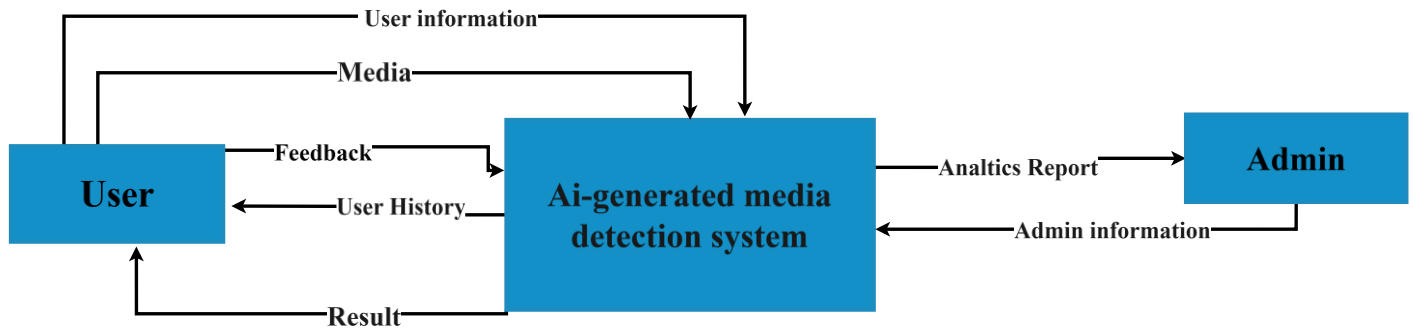 User information
Media
Feedback
User
User History
Result
Ai-generated media
detection system
Analtics Report
Admin
Admin information